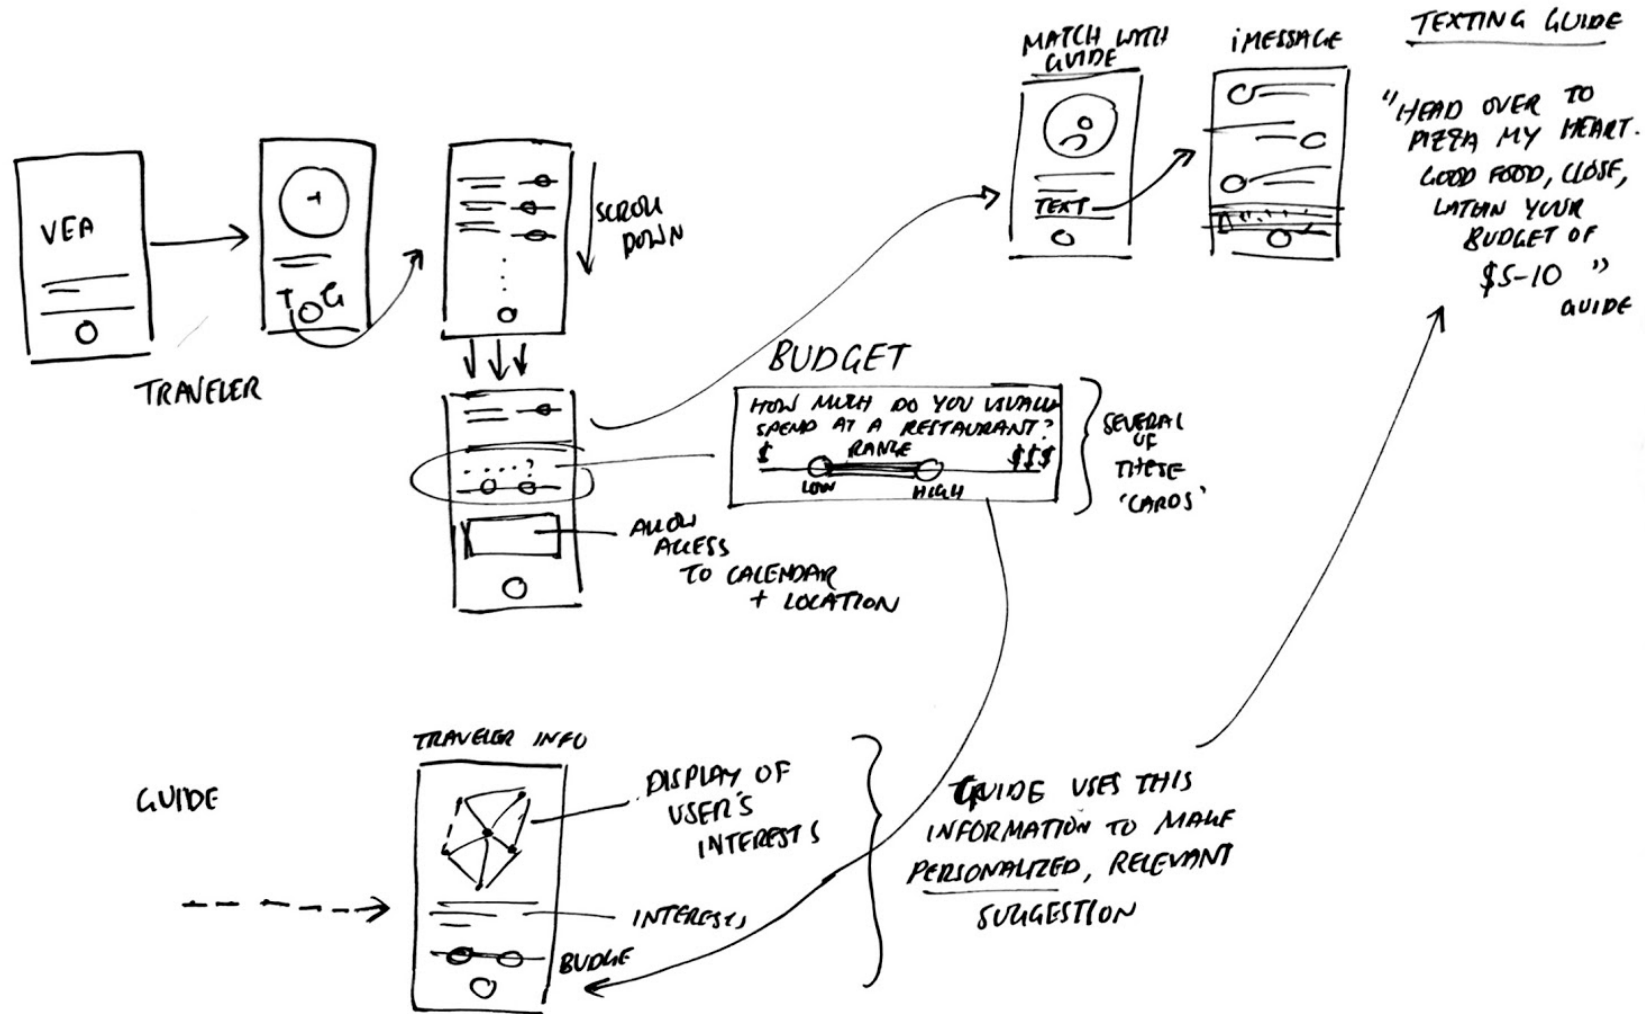 VEA
TRAVELER
T G
SCROLL
DOWN
MATCH WITH
GUIDE
TEXT
iMESSAGE
TEXTING GUIDE
"HEAD OVER TO
PIZZA MY HEART.
GOOD FOOD, CLOSE,
WITHIN YOUR
BUDGET OF
$5-10 "
GUIDE
BUDGET
HOW MUCH DO YOU USUALLY
SPEND AT A RESTAURANT?
$ RANGE $$$
LOW HIGH
SEVERAL
OF
THESE
'CARDS'
....?
ALLOW
ACCESS
TO CALENDAR
+ LOCATION
GUIDE
TRAVELER INFO
DISPLAY OF
USER'S
INTERESTS
INTERESTS
BUDGE
GUIDE USES THIS
INFORMATION TO MAKE
PERSONALIZED, RELEVANT
SUGGESTION